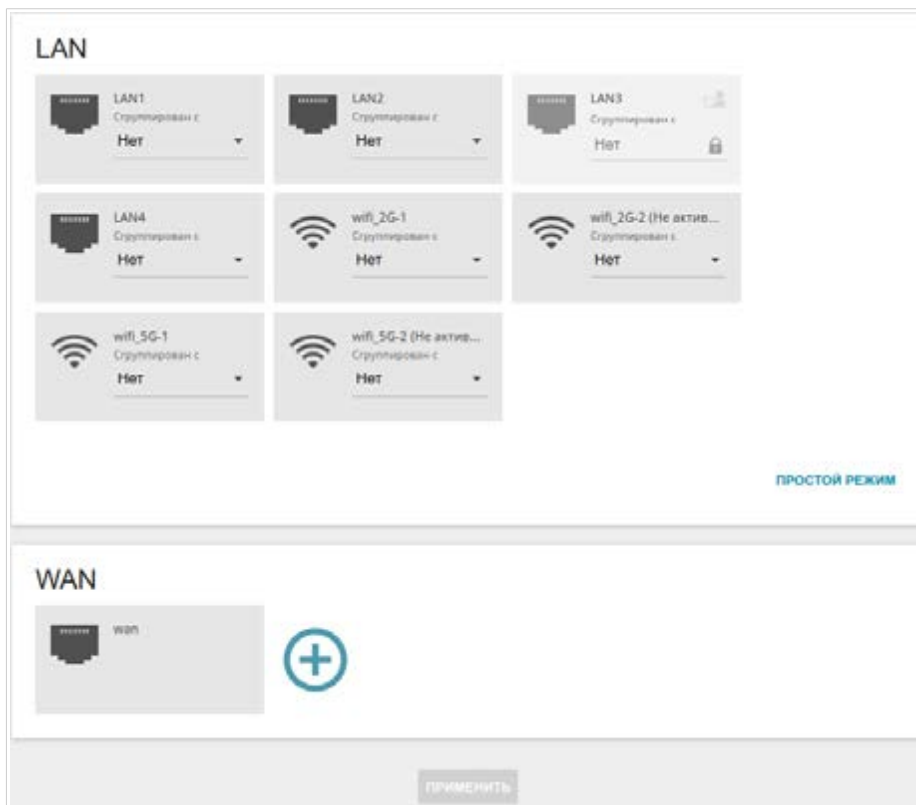 LAN
LAN1
Сгруппирован с
Нет
LAN2
Сгруппирован с
Нет
LAN3
Сгруппирован с
Нет
LAN4
Сгруппирован с
Нет
wifi_2G-1
Сгруппирован с
Нет
wifi_2G-2 (Не актив...
Сгруппирован с
Нет
wifi_5G-1
Сгруппирован с
Нет
wifi_5G-2 (Не актив...
Сгруппирован с
Нет
ПРОСТОЙ РЕЖИМ
WAN
wan
ПРИМЕНИТЬ